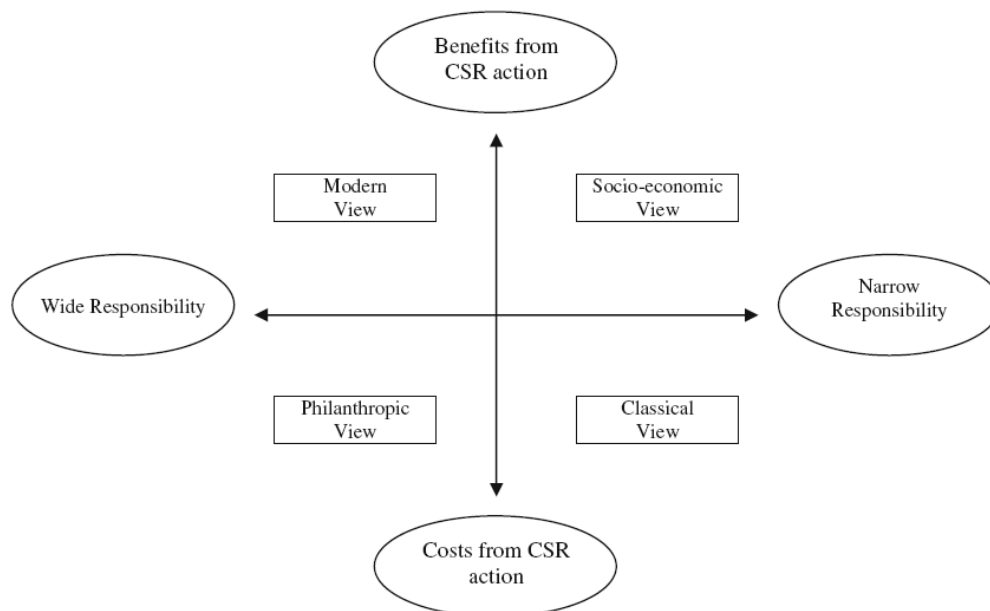 Benefits from
CSR action
Modern
View
Socio-economic
View
Wide Responsibility
Narrow
Responsibility
Philanthropic
View
Classical
View
Costs from CSR
action